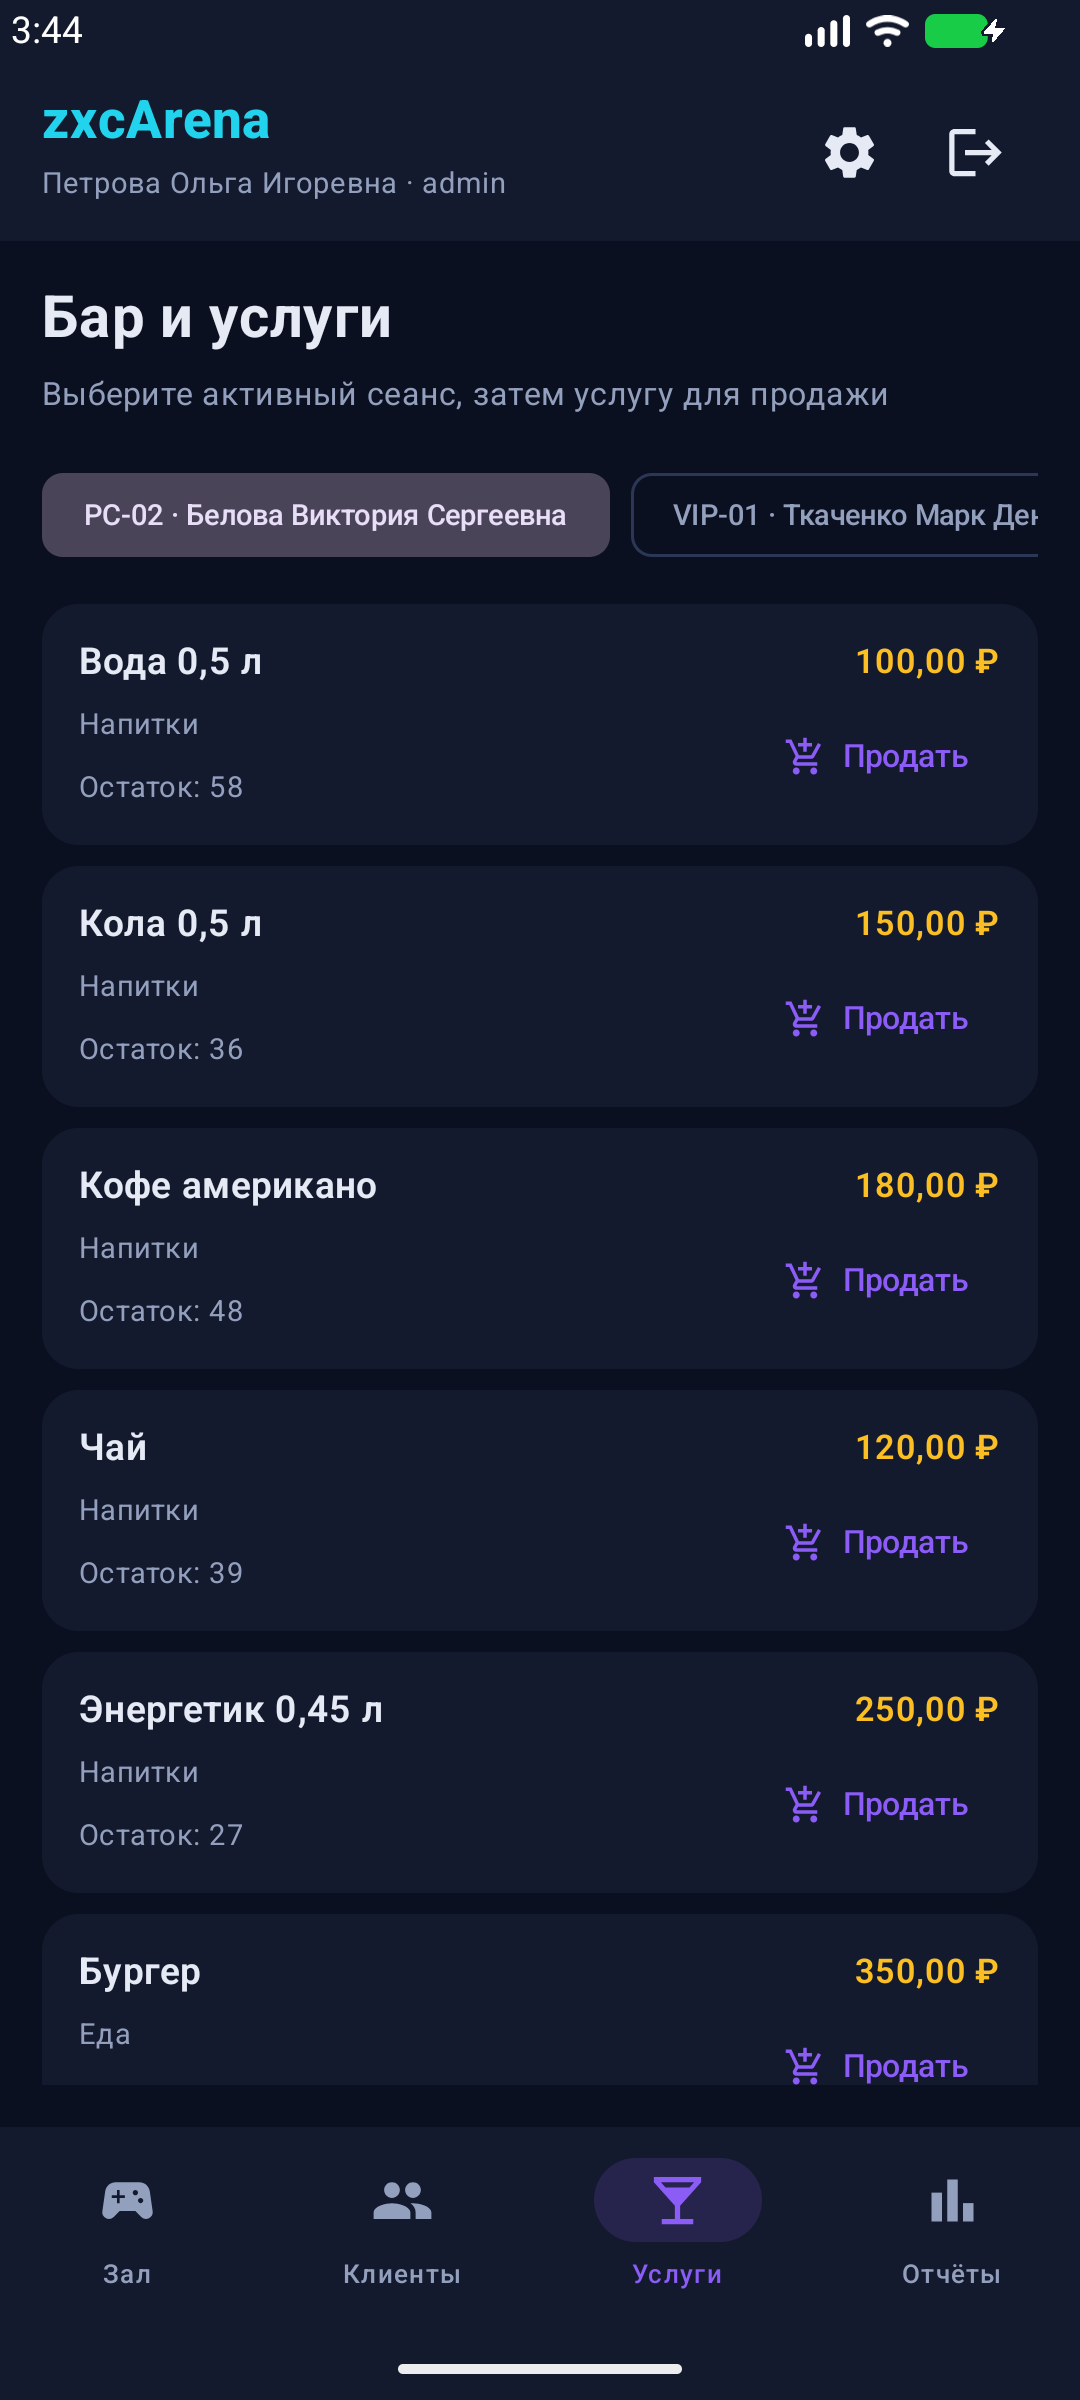 3:44
zxcArena
Петрова Ольга Игоревна · admin
Бар и услуги
Выберите активный сеанс, затем услугу для продажи
PC-02 · Белова Виктория Сергеевна
VIP-01 · Ткаченко Марк Ден
Вода 0,5 л
100,00 ₽
Напитки
Продать
Остаток: 58
Кола 0,5 л
150,00 ₽
Напитки
Продать
Остаток: 36
Кофе американо
180,00 ₽
Напитки
Продать
Остаток: 48
Чай
120,00 ₽
Напитки
Продать
Остаток: 39
Энергетик 0,45 л
250,00 ₽
Напитки
Продать
Остаток: 27
Бургер
350,00 ₽
Еда
Продать
Зал
Клиенты
Услуги
Отчёты